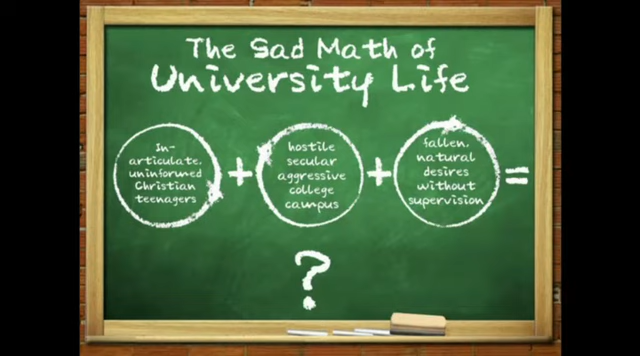 The Sad Math of
University Life
In-
articulate,
uninformed
Christian
teenagers
+
hostile
secular
aggressive
college
campus
+
fallen,
natural
desires
without
supervision
=
?